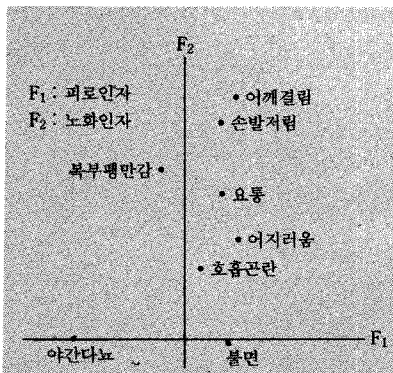 F₂
F₁: 피로인자
F₂: 노화인자
어깨결림
손발저림
복부팽만감
요통
어지러움
호흡곤란
F₁
야간다뇨
불면